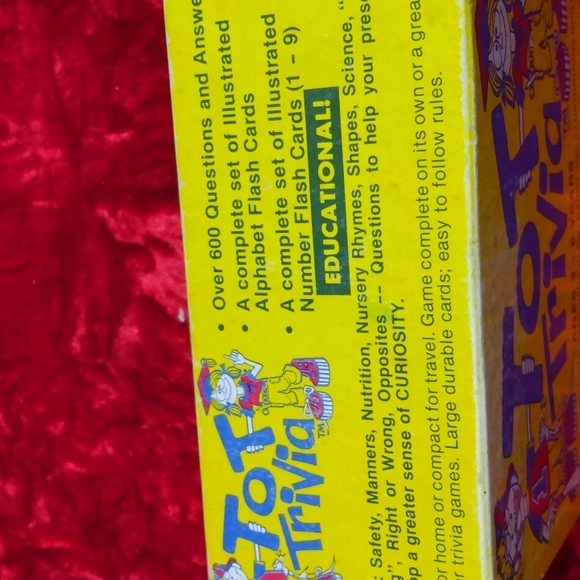 TOT
Trivia™
• Over 600 Questions and
• A complete set of Illustrated
Alphabet Flash Cards
• A complete set of Illustrated
Number Flash Cards (1 - 9)
EDUCATIONAL!
Safety, Manners, Nutrition, Nursery Rhymes, Shapes, Science,
Right or Wrong, Opposites -- Questions to help your
a greater sense of CURIOSITY.
or home or compact for travel. Game complete on its own or a
trivia games. Large durable cards; easy to follow rules.
TOT
Trivia
TOT
Trivia